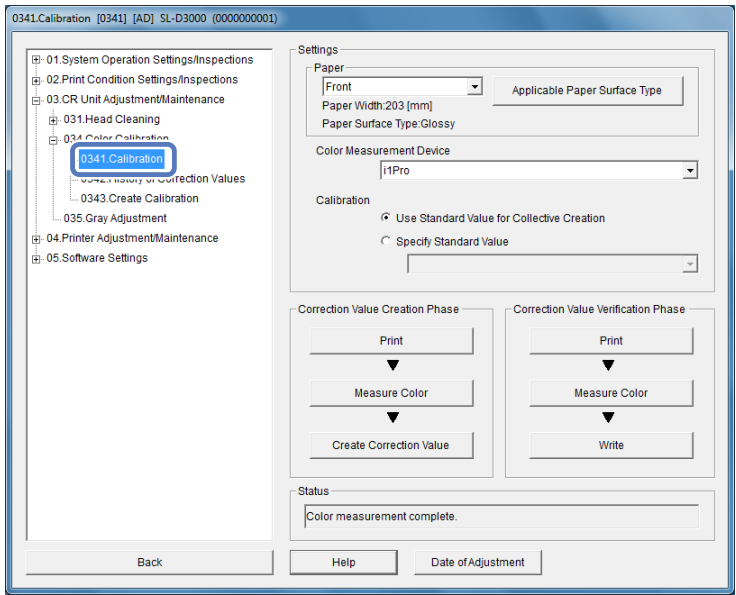 0341.Calibration [0341] [AD] SL-D3000 (0000000001)
01.System Operation Settings/Inspections
02.Print Condition Settings/Inspections
03.CR Unit Adjustment/Maintenance
031.Head Cleaning
034.Color Calibration
0341.Calibration
0342.History of Correction Values
0343.Create Calibration
035.Gray Adjustment
04.Printer Adjustment/Maintenance
05.Software Settings
Back
Settings
Paper
Front
Applicable Paper Surface Type
Paper Width:203 [mm]
Paper Surface Type:Glossy
Color Measurement Device
i1Pro
Calibration
Use Standard Value for Collective Creation
Specify Standard Value
Correction Value Creation Phase
Print
Measure Color
Create Correction Value
Correction Value Verification Phase
Print
Measure Color
Write
Status
Color measurement complete.
Help
Date of Adjustment